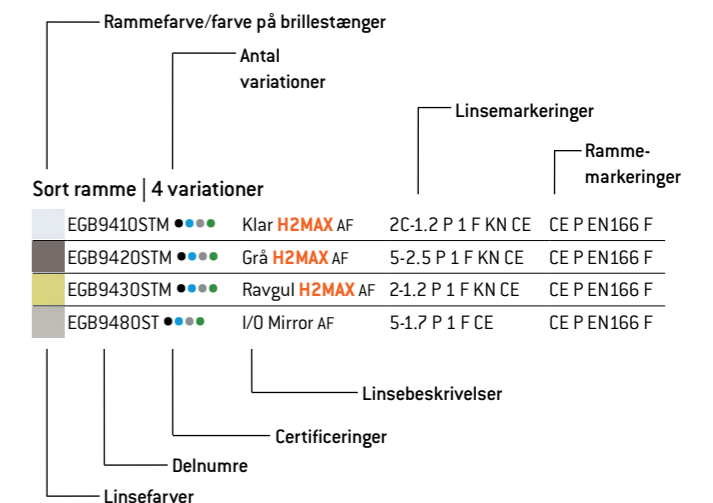 Rammefarve/farve på brillestænger
Antal
variationer
Linsemarkeringer
Ramme-
markeringer
Sort ramme | 4 variationer
EGB9410STM Klar H2MAX AF 2C-1.2 P 1 F KN CE CE P EN166 F
EGB9420STM Grå H2MAX AF 5-2.5 P 1 F KN CE CE P EN166 F
EGB9430STM Ravgul H2MAX AF 2-1.2 P 1 F KN CE CE P EN166 F
EGB9480ST I/O Mirror AF 5-1.7 P 1 F CE CE P EN166 F
Linsebeskrivelser
Certificeringer
Delnumre
Linsefarver